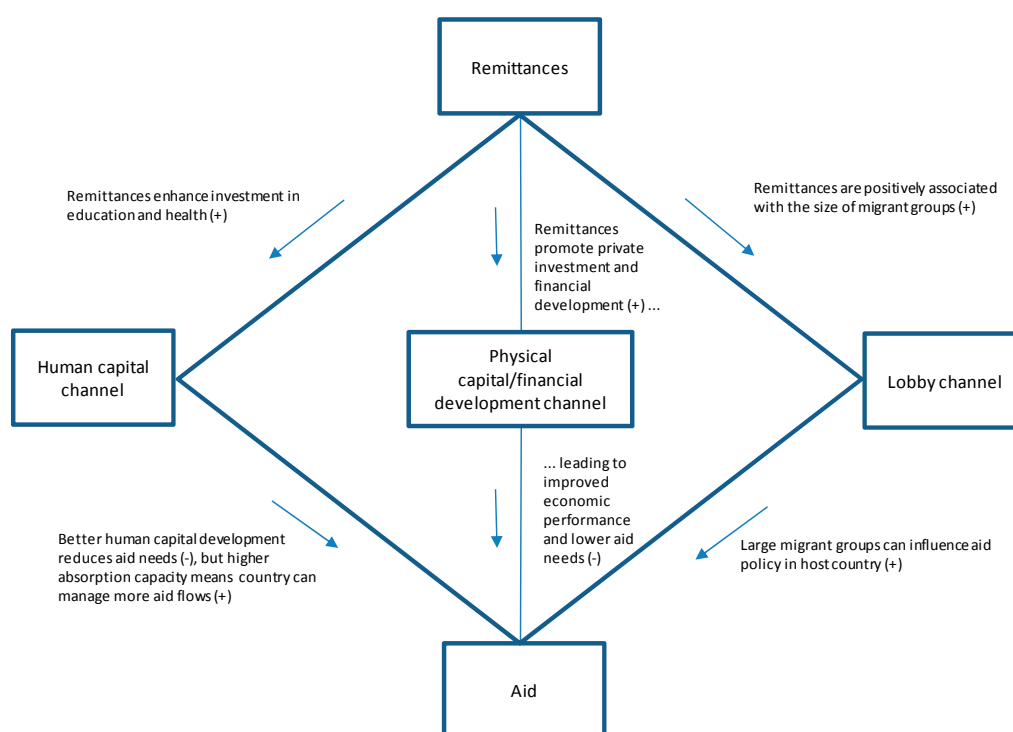 Remittances
Remittances enhance investment in
education and health (+)
Remittances are positively associated
with the size of migrant groups (+)
Remittances
promote private
investment and
financial
development (+) ...
Human capital
channel
Physical
capital/financial
development channel
Lobby channel
... leading to
improved
economic
performance
and lower aid
needs (-)
Better human capital development
reduces aid needs (-), but higher
absorption capacity means country can
manage more aid flows (+)
Large migrant groups can influence aid
policy in host country (+)
Aid